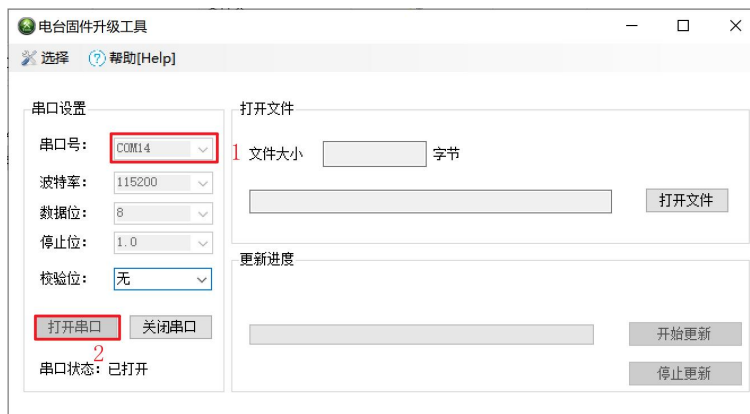 电台固件升级工具
选择 帮助[Help]
串口设置
串口号： COM14 1
波特率： 115200
数据位： 8
停止位： 1.0
校验位： 无
打开串口 关闭串口
2
串口状态：已打开
打开文件
文件大小 字节
打开文件
更新进度
开始更新
停止更新